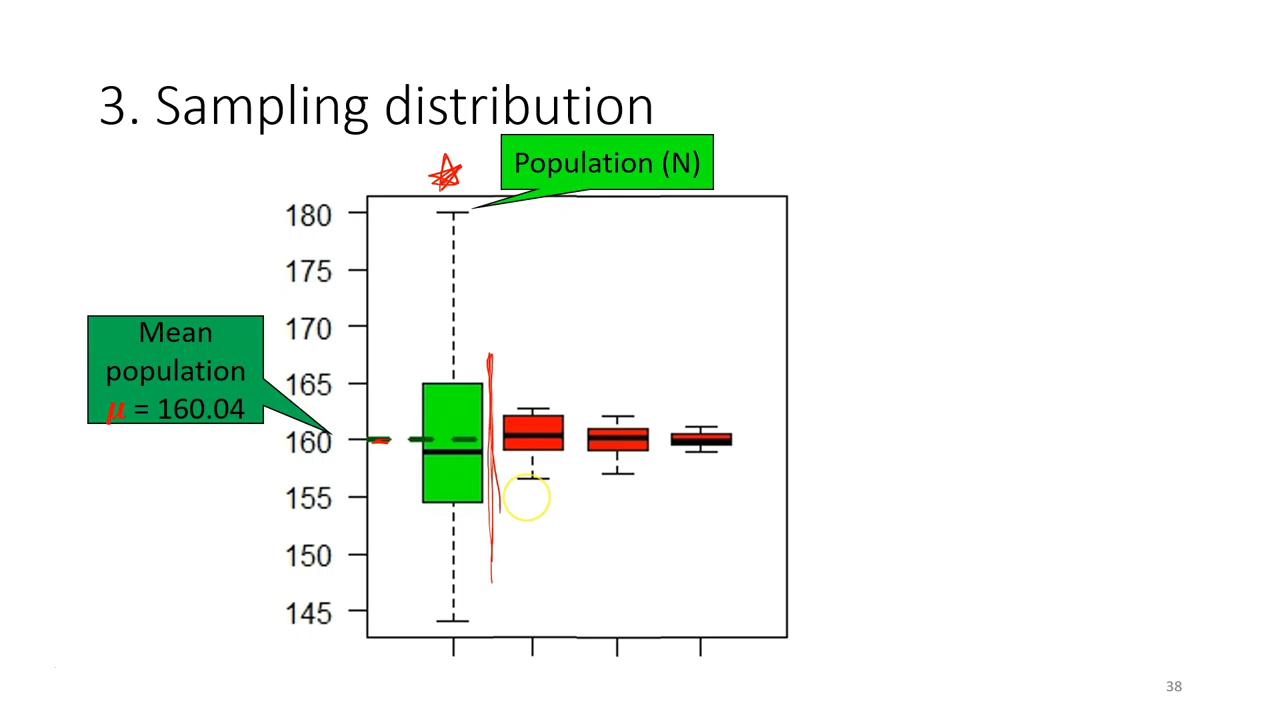 3. Sampling distribution
Population (N)
180
175
170
165
160
155
150
145
Mean
population
μ = 160.04
38